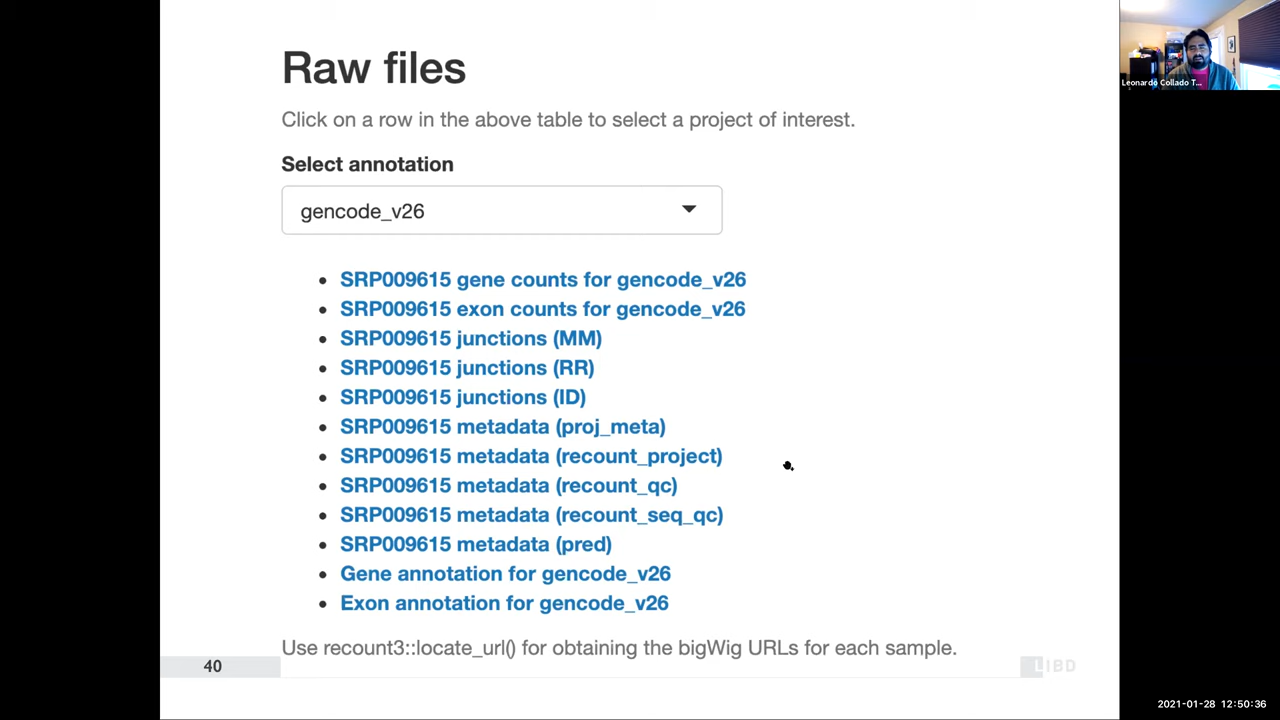 Raw files
Click on a row in the above table to select a project of interest.
Select annotation
gencode_v26
SRP009615 gene counts for gencode_v26
SRP009615 exon counts for gencode_v26
SRP009615 junctions (MM)
SRP009615 junctions (RR)
SRP009615 junctions (ID)
SRP009615 metadata (proj_meta)
SRP009615 metadata (recount_project)
SRP009615 metadata (recount_qc)
SRP009615 metadata (recount_seq_qc)
SRP009615 metadata (pred)
Gene annotation for gencode_v26
Exon annotation for gencode_v26
Use recount3::locate_url() for obtaining the bigWig URLs for each sample.
40
LIBD
Leonardo Collado T...
2021-01-28 12:50:36